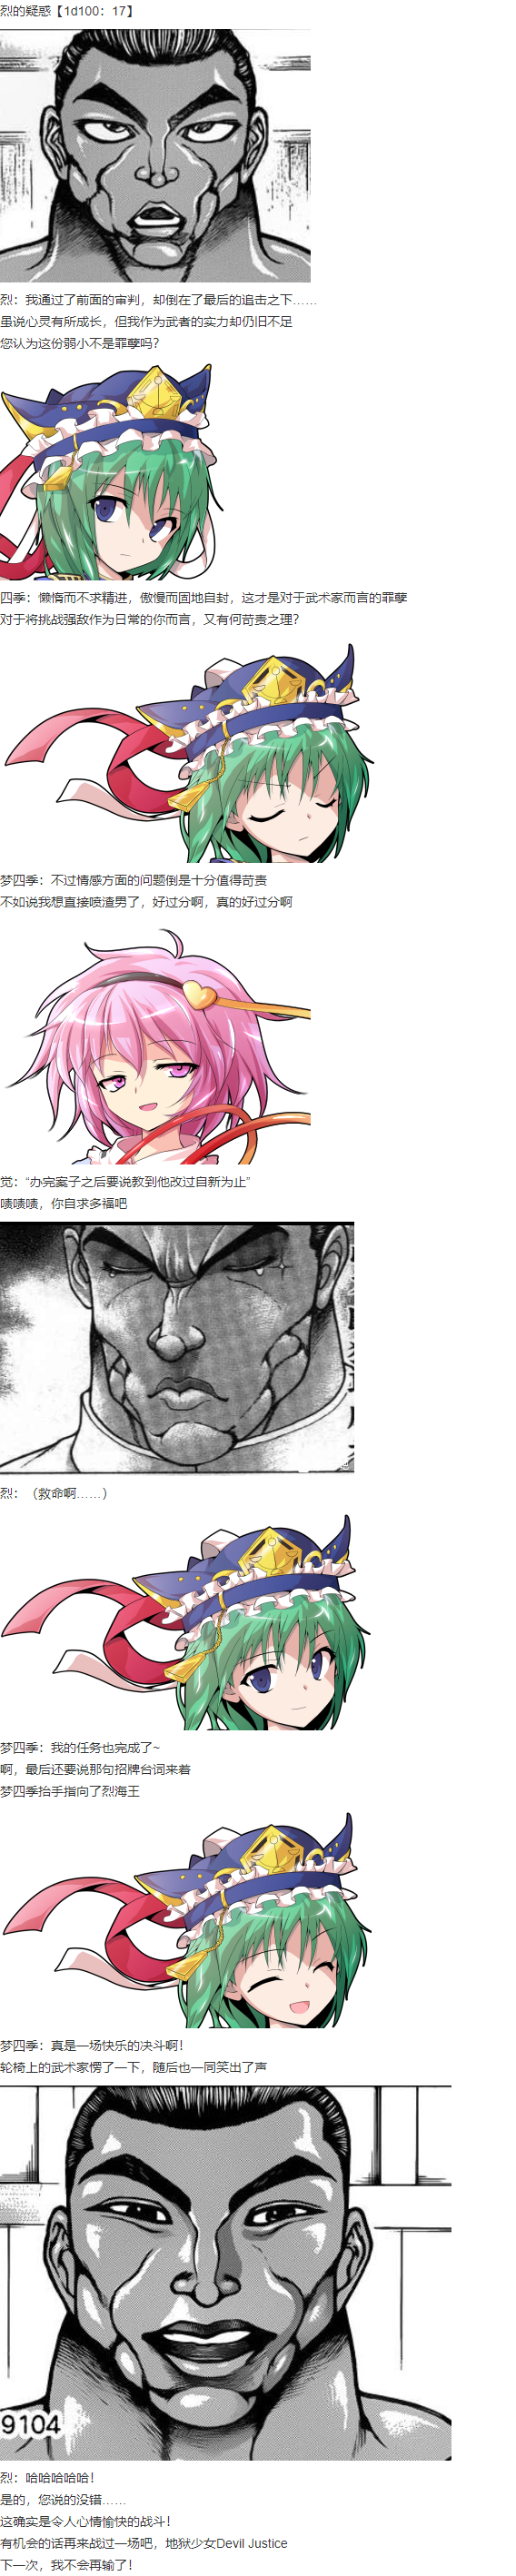 烈的疑惑【1d100：17】
烈：我通过了前面的审判，却倒在了最后的追击之下……
虽说心灵有所成长，但我作为武者的实力却仍旧不足
您认为这份弱小不是罪孽吗？
四季：懒惰而不求精进，傲慢而固地自封，这才是对于武术家而言的罪孽
对于将挑战强敌作为日常的你而言，又有何苛责之理？
梦四季：不过情感方面的问题倒是十分值得苛责
不如说我想直接喷渣男了，好过分啊，真的好过分啊
觉：“办完案子之后要说教到他改过自新为止”
啧啧啧，你自求多福吧
烈：（救命啊……）
梦四季：我的任务也完成了~
啊，最后还要说那句招牌台词来着
梦四季抬手指向了烈海王
梦四季：真是一场快乐的决斗啊！
轮椅上的武术家愣了一下，随后也一同笑出了声
9104
烈：哈哈哈哈哈！
是的，您说的没错……
这确实是令人心情愉快的战斗！
有机会的话再来战过一场吧，地狱少女Devil Justice
下一次，我不会再输了！